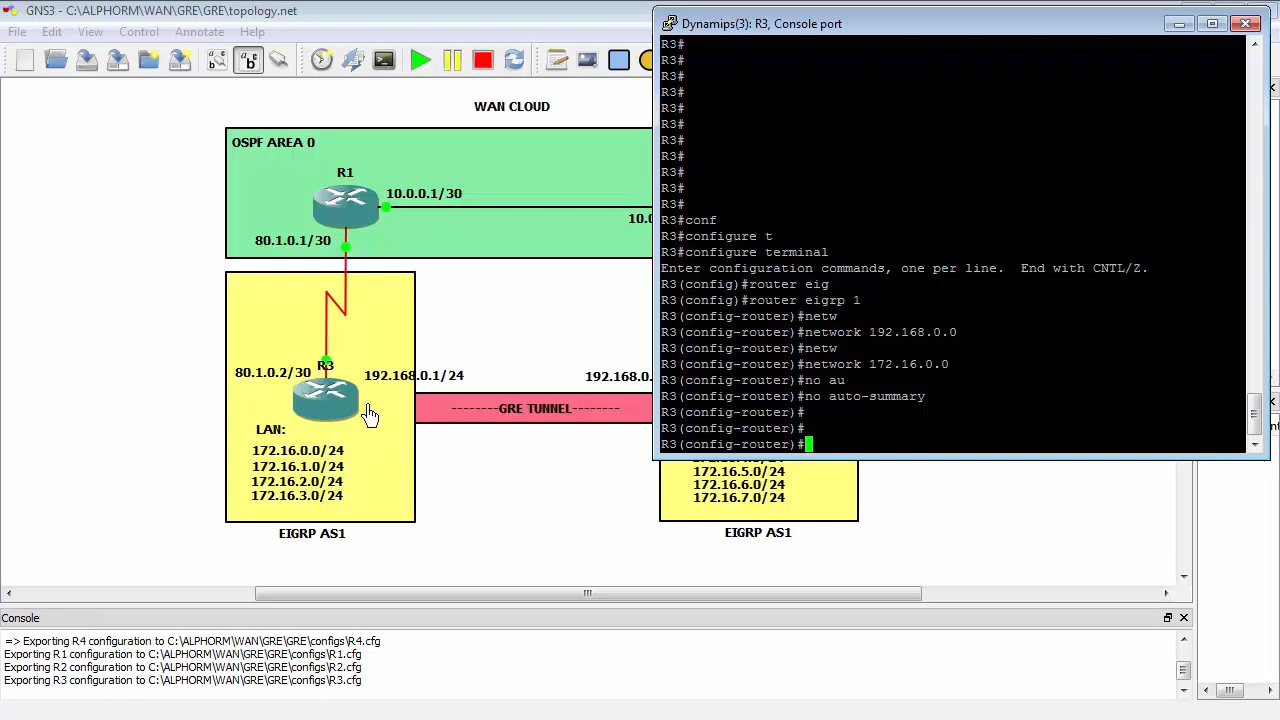 GNS3 - C:\ALPHORM\WAN\GRE\GRE\topology.net
File Edit View Control Annotate Help
WAN CLOUD
OSPF AREA 0
R1
10.0.0.1/30
10.0
80.1.0.1/30
R3
80.1.0.2/30
192.168.0.1/24
192.168.0.
--------GRE TUNNEL--------
LAN:
172.16.0.0/24
172.16.1.0/24
172.16.2.0/24
172.16.3.0/24
EIGRP AS1
172.16.5.0/24
172.16.6.0/24
172.16.7.0/24
EIGRP AS1
Dynamips(3): R3, Console port
R3#
R3#
R3#
R3#
R3#
R3#
R3#
R3#
R3#
R3#
R3#
R3#conf
R3#configure t
R3#configure terminal
Enter configuration commands, one per line.  End with CNTL/Z.
R3(config)#router eig
R3(config)#router eigrp 1
R3(config-router)#netw
R3(config-router)#network 192.168.0.0
R3(config-router)#netw
R3(config-router)#network 172.16.0.0
R3(config-router)#no au
R3(config-router)#no auto-summary
R3(config-router)#
R3(config-router)#
R3(config-router)#
Console
=> Exporting R4 configuration to C:\ALPHORM\WAN\GRE\GRE\configs\R4.cfg
Exporting R1 configuration to C:\ALPHORM\WAN\GRE\GRE\configs\R1.cfg
Exporting R2 configuration to C:\ALPHORM\WAN\GRE\GRE\configs\R2.cfg
Exporting R3 configuration to C:\ALPHORM\WAN\GRE\GRE\configs\R3.cfg